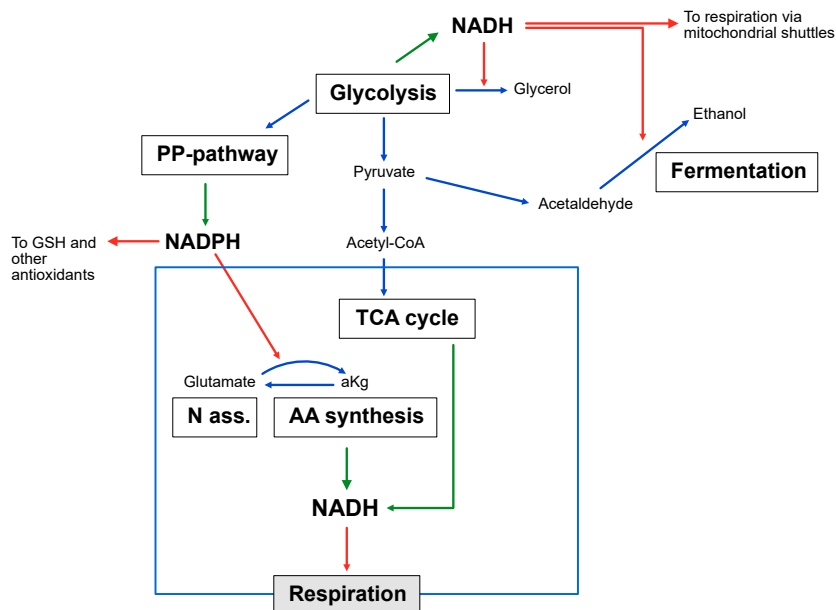 NADH
To respiration via
mitochondrial shuttles
Glycolysis
Glycerol
Ethanol
PP-pathway
Pyruvate
Fermentation
Acetaldehyde
To GSH and
other
antioxidants
NADPH
Acetyl-CoA
TCA cycle
Glutamate
aKg
N ass.
AA synthesis
NADH
Respiration